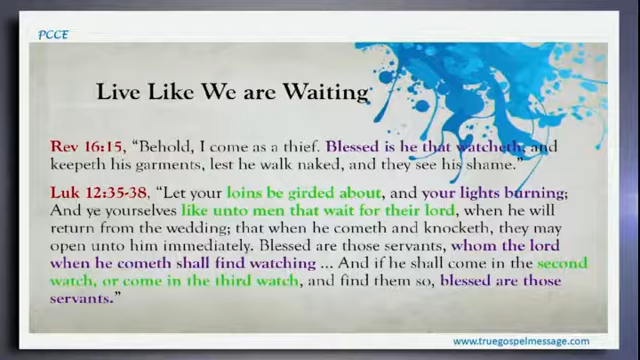 PCCE
Live Like We are Waiting
Rev 16:15, “Behold, I come as a thief. Blessed is he that watcheth, and
keepeth his garments, lest he walk naked, and they see his shame.”
Luk 12:35-38, “Let your loins be girded about, and your lights burning;
And ye yourselves like unto men that wait for their lord, when he will
return from the wedding; that when he cometh and knocketh, they may
open unto him immediately. Blessed are those servants, whom the lord
when he cometh shall find watching ... And if he shall come in the second
watch, or come in the third watch, and find them so, blessed are those
servants.”
www.truegospelmessage.com